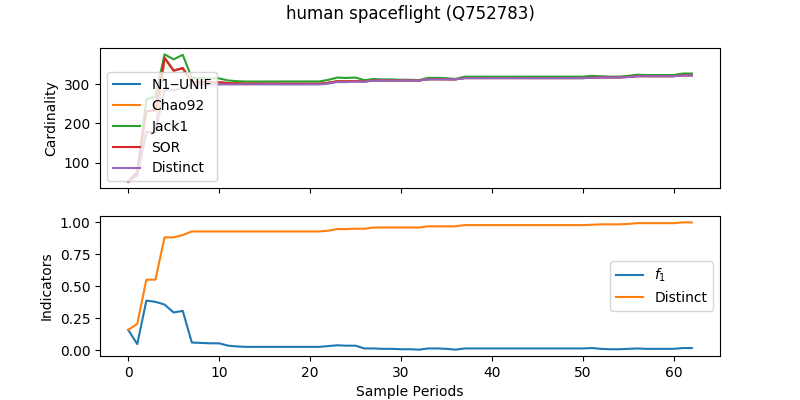 human spaceflight (Q752783)
Cardinality
300
200
100
N1−UNIF
Chao92
Jack1
SOR
Distinct
Indicators
1.00
0.75
0.50
0.25
0.00
f1
Distinct
0 10 20 30 40 50 60
Sample Periods